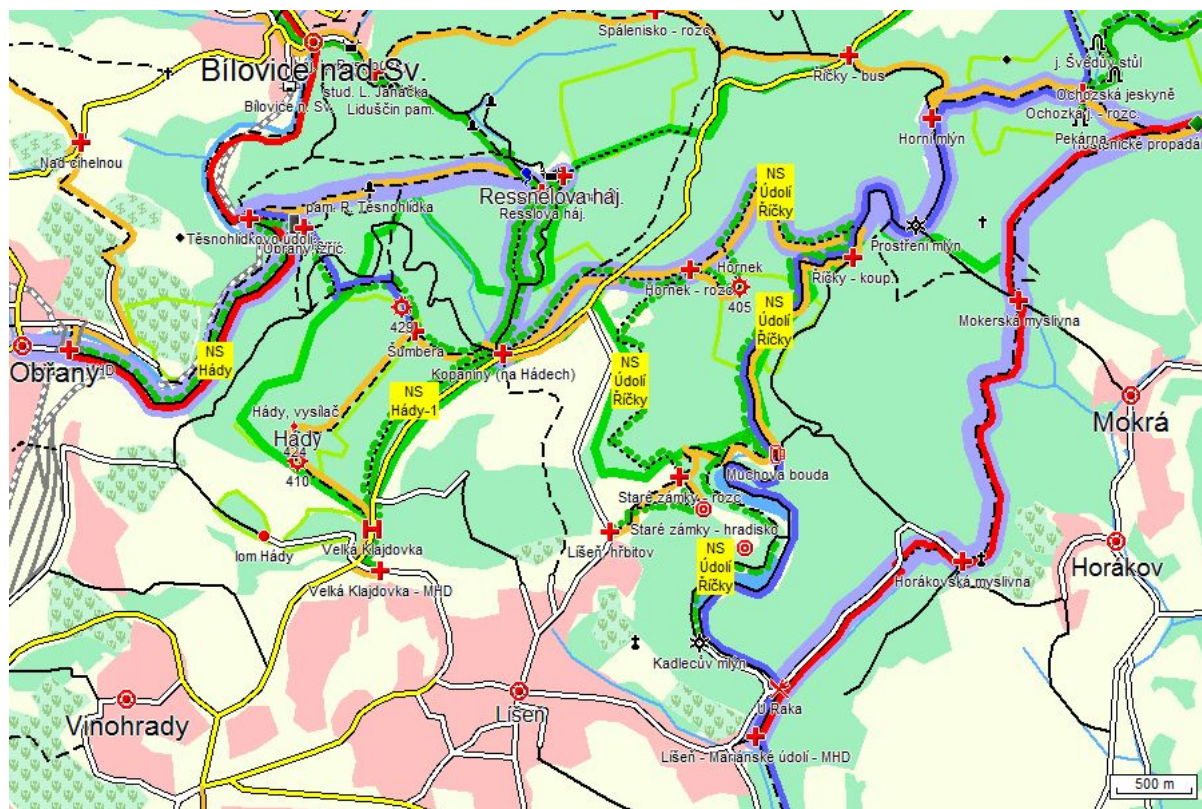 Spálenisko - rozc.
Bílovice nad Sv.
j. Švédův stůl
Říčky - bus
stud. L. Janáčka
Bílovice n. Sv.
Liduščin pam.
Ochozská jeskyně
Ochozká j. - rozc.
Horní mlýn
Pekárna
Nad cihelnou
NS
Údolí
Říčky
Resslova háj.
pam. R. Těsnohlídka
Těsnohlídkovo údolí
Prostření mlýn
Hornek
Říčky - koup.
Hornek - rozc.
405
NS
Údolí
Říčky
Mokerská myslivna
429
Šumbera
NS
Hády
Obřany
Kopaniny (na Hádech)
NS
Údolí
Říčky
NS
Hády-1
Mokrá
Hády, vysílač
Hády
424
410
Muchova bouda
Staré zámky - rozc.
Staré zámky - hradisko
lom Hády
Velká Klajdovka
Líšeň, hřbitov
NS
Údolí
Říčky
Horákov
Horákovská myslivna
Velká Klajdovka - MHD
Kadlecův mlýn
Vinohrady
Líšeň
U Raka
Líšeň - Mariánské údolí - MHD
500 m